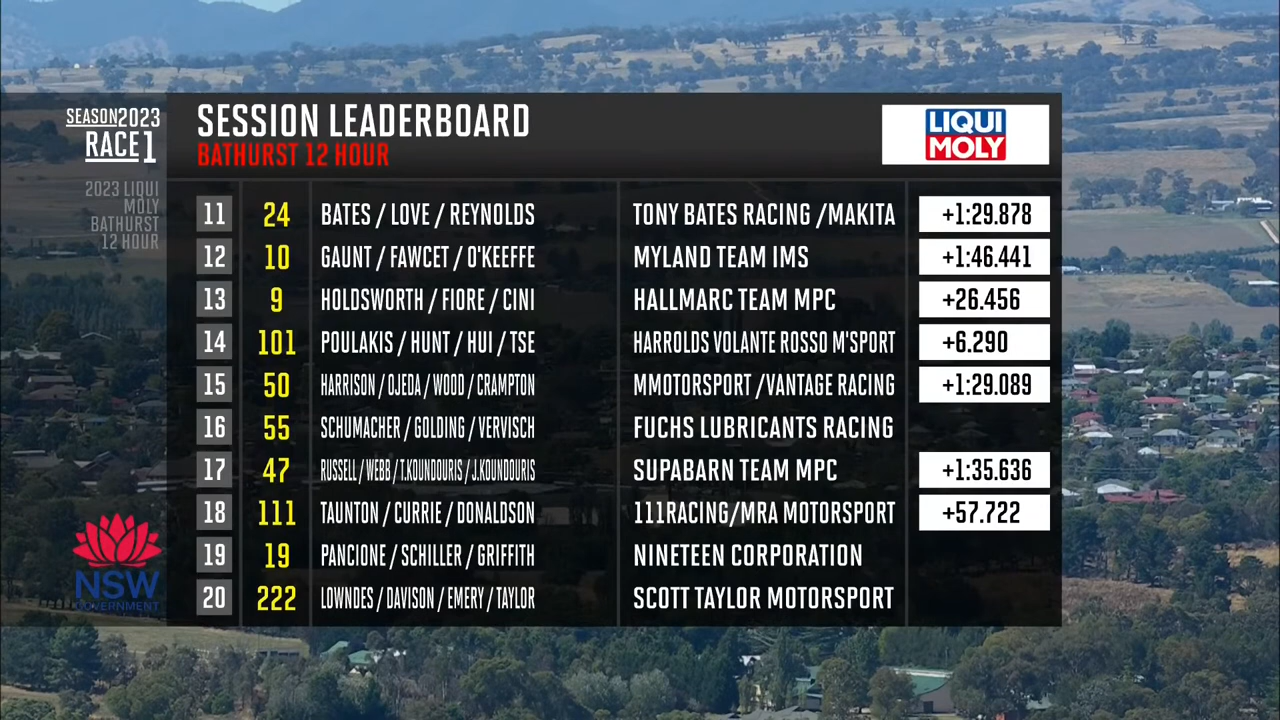 SEASON2023
RACE 1
2023 LIQUI
MOLY
BATHURST
12 HOUR
SESSION LEADERBOARD
BATHURST 12 HOUR
LIQUI
MOLY
11 24 BATES / LOVE / REYNOLDS TONY BATES RACING /MAKITA +1:29.878
12 10 GAUNT / FAWCET / O'KEEFFE MYLAND TEAM IMS +1:46.441
13 9 HOLDSWORTH / FIORE / CINI HALLMARC TEAM MPC +26.456
14 101 POULAKIS / HUNT / HUI / TSE HARROLDS VOLANTE ROSSO M'SPORT +6.290
15 50 HARRISON / OJEDA / WOOD / CRAMPTON MMOTORSPORT /VANTAGE RACING +1:29.089
16 55 SCHUMACHER / GOLDING / VERVISCH FUCHS LUBRICANTS RACING
17 47 RUSSELL / WEBB / T.KOUNDOURIS / J.KOUNDOURIS SUPABARN TEAM MPC +1:35.636
18 111 TAUNTON / CURRIE / DONALDSON 111RACING/MRA MOTORSPORT +57.722
19 19 PANCIONE / SCHILLER / GRIFFITH NINETEEN CORPORATION
20 222 LOWNDES / DAVISON / EMERY / TAYLOR SCOTT TAYLOR MOTORSPORT
NSW
GOVERNMENT